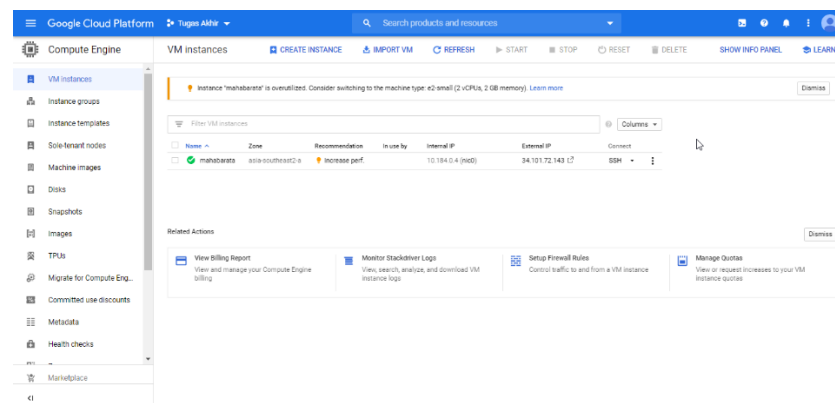 Google Cloud Platform Tugas Akhir Search products and resources
Compute Engine VM instances CREATE INSTANCE IMPORT VM REFRESH START STOP RESET DELETE SHOW INFO PANEL LEARN
VM instances
Instance groups
Instance templates
Sole-tenant nodes
Machine images
Disks
Snapshots
Images
TPUs
Migrate for Compute Eng...
Committed use discounts
Metadata
Health checks
Marketplace
Instance "mahabarata" is overutilized. Consider switching to the machine type: e2-small (2 vCPUs, 2 GB memory). Learn more Dismiss
Filter VM instances Columns
Name Zone Recommendation In use by Internal IP External IP Connect
mahabarata asia-southeast2-a Increase perf. 10.184.0.4 (nic0) 34.101.72.143 SSH
Related Actions Dismiss
View Billing Report
View and manage your Compute Engine
billing
Monitor Stackdriver Logs
View, search, analyze, and download VM
instance logs
Setup Firewall Rules
Control traffic to and from a VM instance
Manage Quotas
View or request increases to your VM
instance quotas